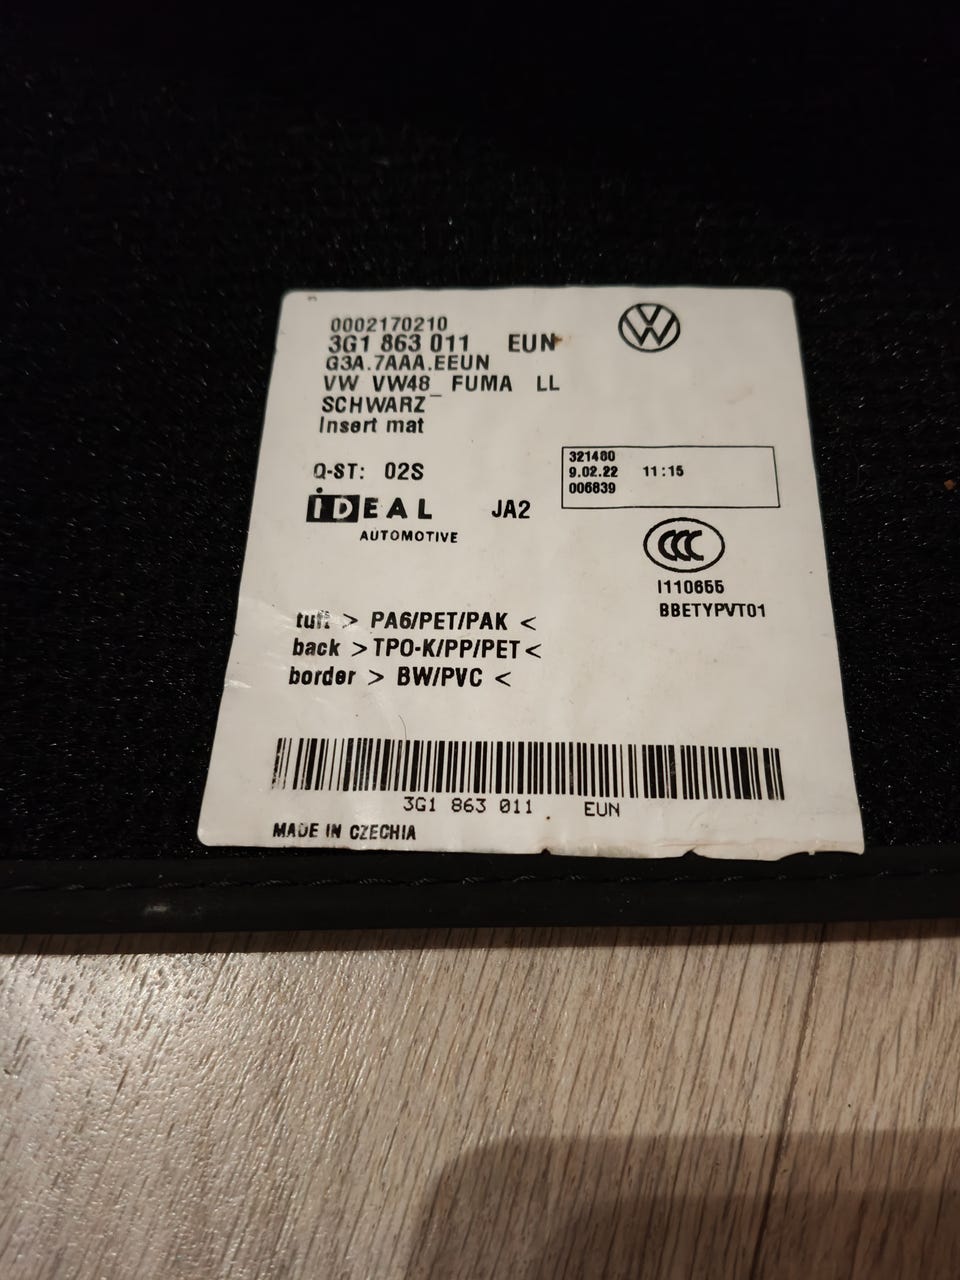 0002170210
3G1 863 011 EUN
G3A.7AAA.EEUN
VW VW48_FUMA LL
SCHWARZ
Insert mat
Q-ST: 02S
321480
9.02.22 11:15
006839
iDEAL JA2
AUTOMOTIVE
CCC
I110655
BBETYPVT01
tuft > PA6/PET/PAK <
back >TPO-K/PP/PET<
border > BW/PVC <
3G1 863 011 EUN
MADE IN CZECHIA